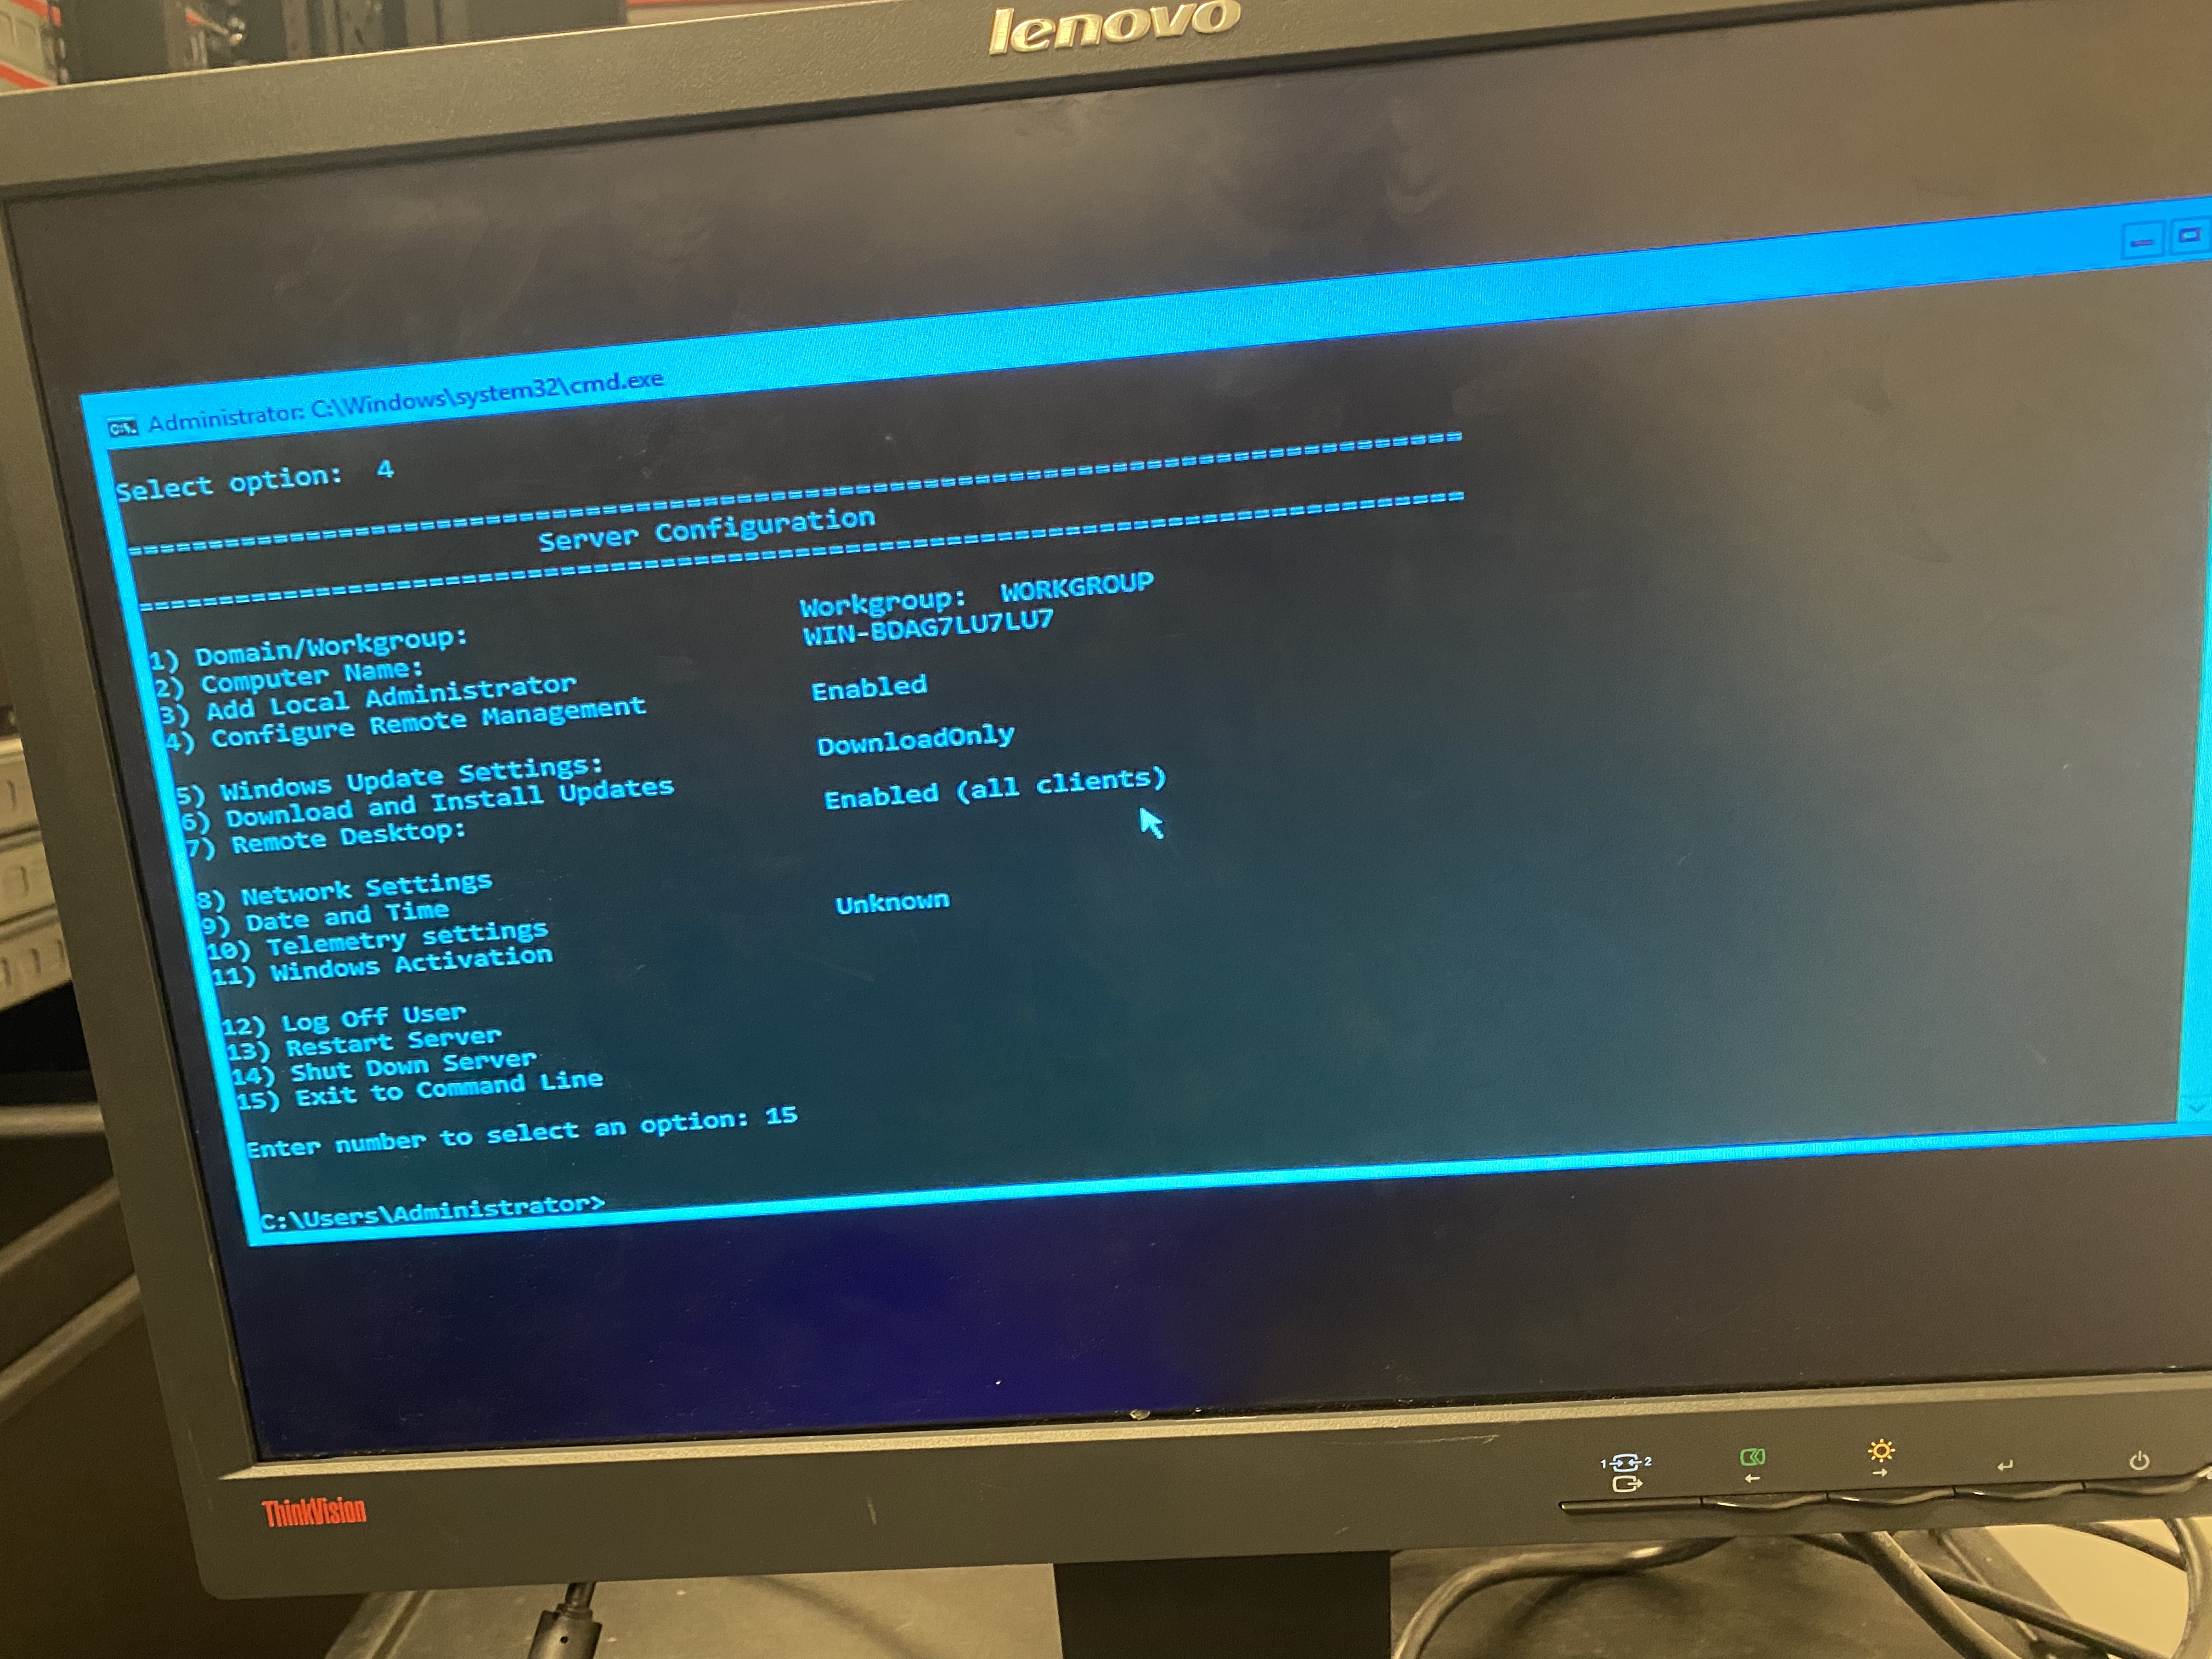 lenovo
Administrator: C:\Windows\system32\cmd.exe
Select option: 4
===============================================================================
Server Configuration
===============================================================================
1) Domain/Workgroup: Workgroup: WORKGROUP
2) Computer Name: WIN-BDAG7LU7LU7
3) Add Local Administrator
4) Configure Remote Management Enabled
5) Windows Update Settings: DownloadOnly
6) Download and Install Updates
7) Remote Desktop: Enabled (all clients)
8) Network Settings
9) Date and Time
10) Telemetry settings Unknown
11) Windows Activation
12) Log Off User
13) Restart Server
14) Shut Down Server
15) Exit to Command Line
Enter number to select an option: 15
C:\Users\Administrator>
1 2
ThinkVision